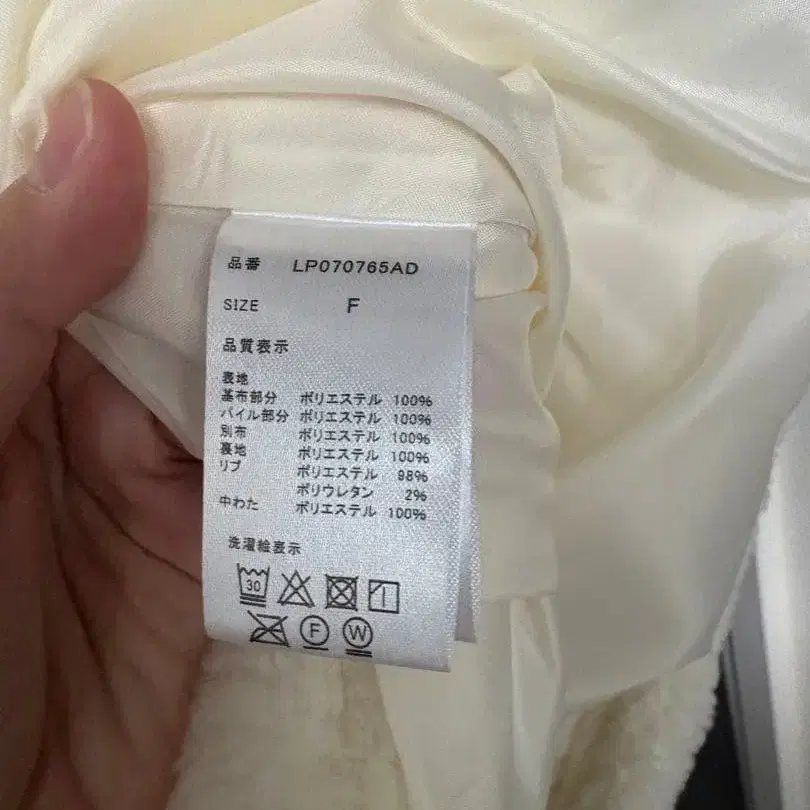 品番 LP070765AD
SIZE F
品質表示
表地
基布部分 ポリエステル 100%
パイル部分 ポリエステル 100%
別布 ポリエステル 100%
裏地 ポリエステル 100%
リブ ポリエステル 98%
ポリウレタン 2%
中わた ポリエステル 100%
洗濯絵表示
30
F W